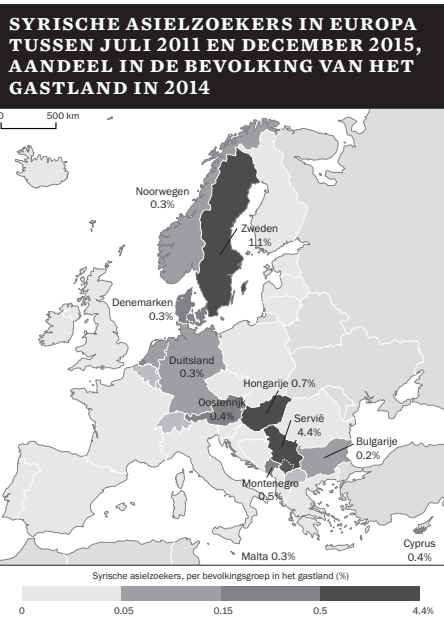 SYRISCHE ASIELZOEKERS IN EUROPA
TUSSEN JULI 2011 EN DECEMBER 2015,
AANDEEL IN DE BEVOLKING VAN HET
GASTLAND IN 2014
0 500 km
Noorwegen
0.3%
Zweden
1,1%
Denemarken
0.3%
Duitsland
0.3%
Hongarije 0.7%
Oostenrijk
0.4%
Servië
4.4%
Bulgarije
0.2%
Montenegro
0.5%
Cyprus
0.4%
Malta 0.3%
Syrische asielzoekers, per bevolkingsgroep in het gastland (%)
0 0.05 0.15 0.5 4.4%